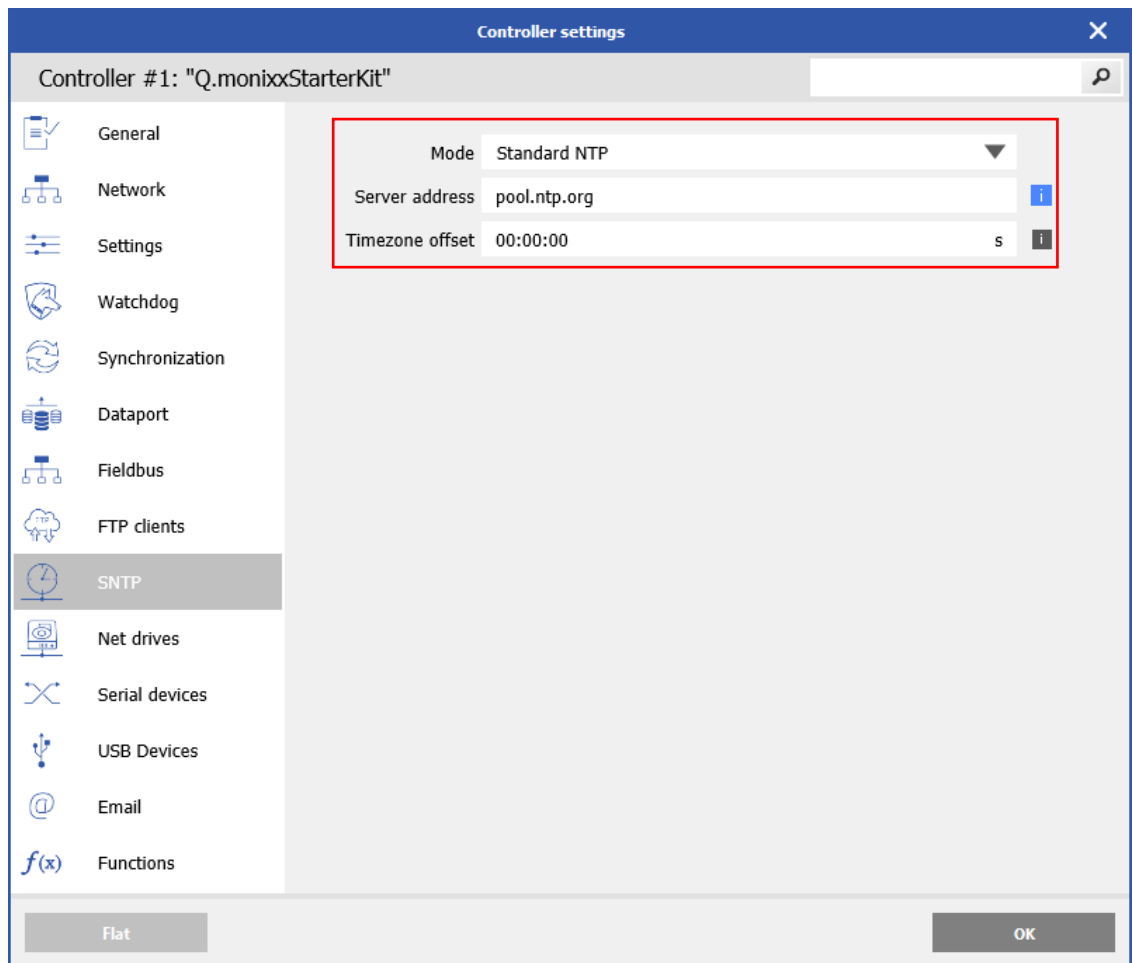 Controller settings
Controller #1: "Q.monixxStarterKit"
General
Network
Settings
Watchdog
Synchronization
Dataport
Fieldbus
FTP clients
SNTP
Net drives
Serial devices
USB Devices
Email
f(x) Functions
Mode Standard NTP
Server address pool.ntp.org i
Timezone offset 00:00:00 s i
Flat
OK